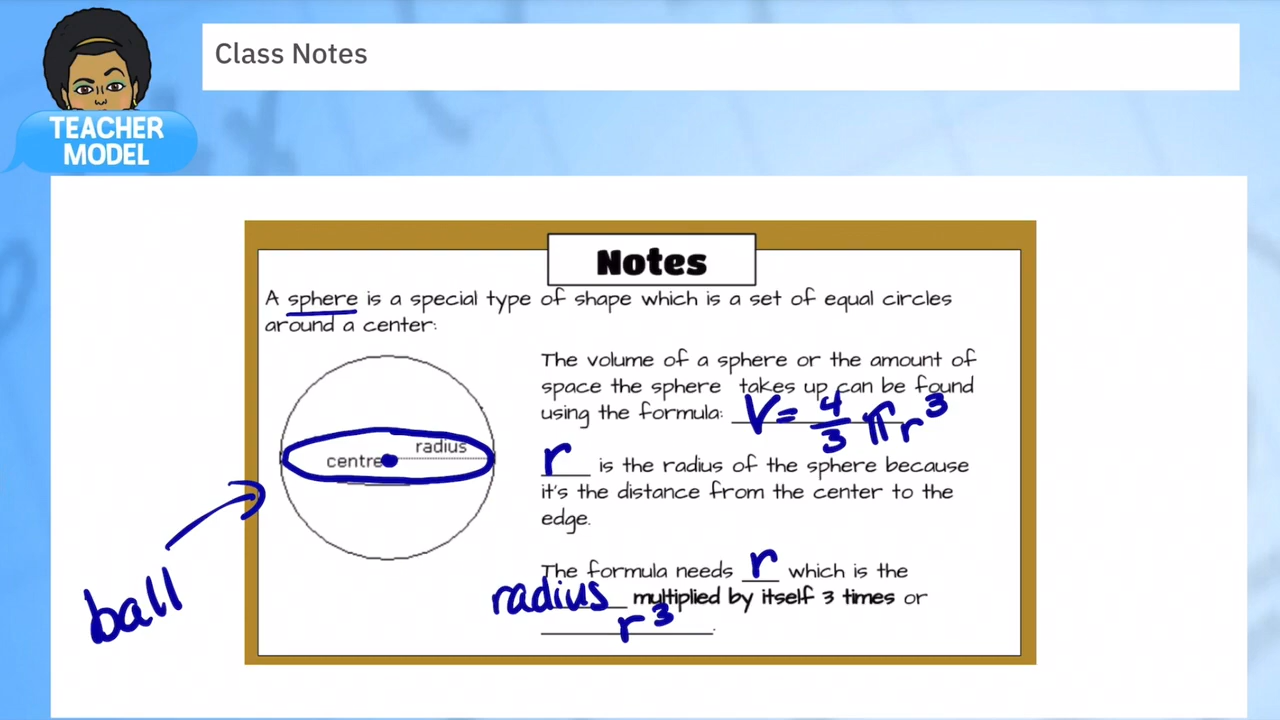 TEACHER
MODEL
Class Notes
Notes
A sphere is a special type of shape which is a set of equal circles
around a center:
radius
centre
ball
The volume of a sphere or the amount of
space the sphere takes up can be found
using the formula: V = 4/3 πr³
r is the radius of the sphere because
it's the distance from the center to the
edge.
The formula needs r which is the
radius multiplied by itself 3 times or
r³.